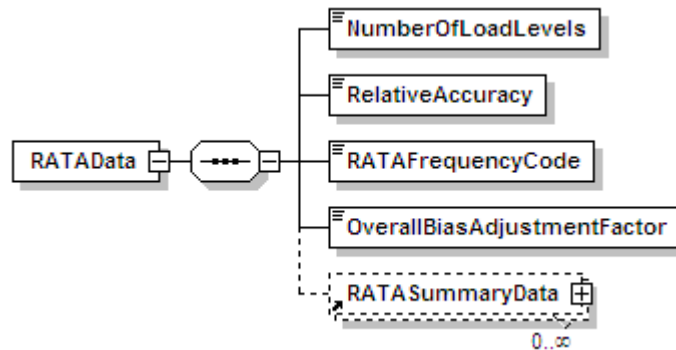 NumberOfLoadLevels
RelativeAccuracy
RATAData
RATAFrequencyCode
OverallBiasAdjustmentFactor
RATASummaryData
0..∞